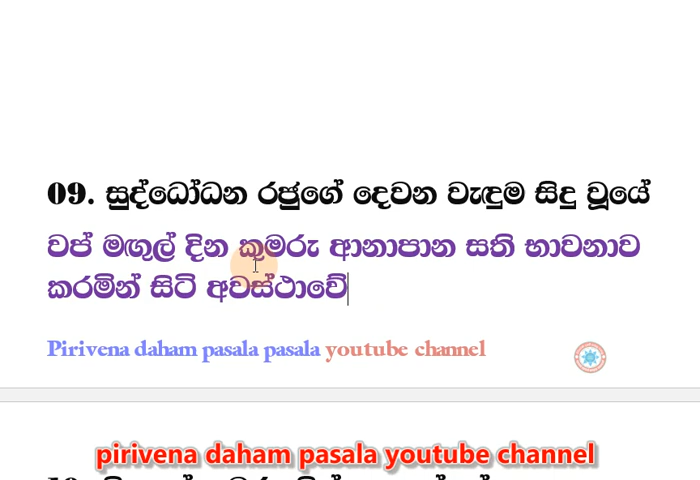 09. සුද්ධෝධන රජුගේ දෙවන වැඳුම සිදු වූයේ
වප් මඟුල් දින කුමරු ආනාපාන සති භාවනාව
කරමින් සිටි අවස්ථාවේ
Pirivena daham pasala pasala youtube channel
pirivena daham pasala youtube channel